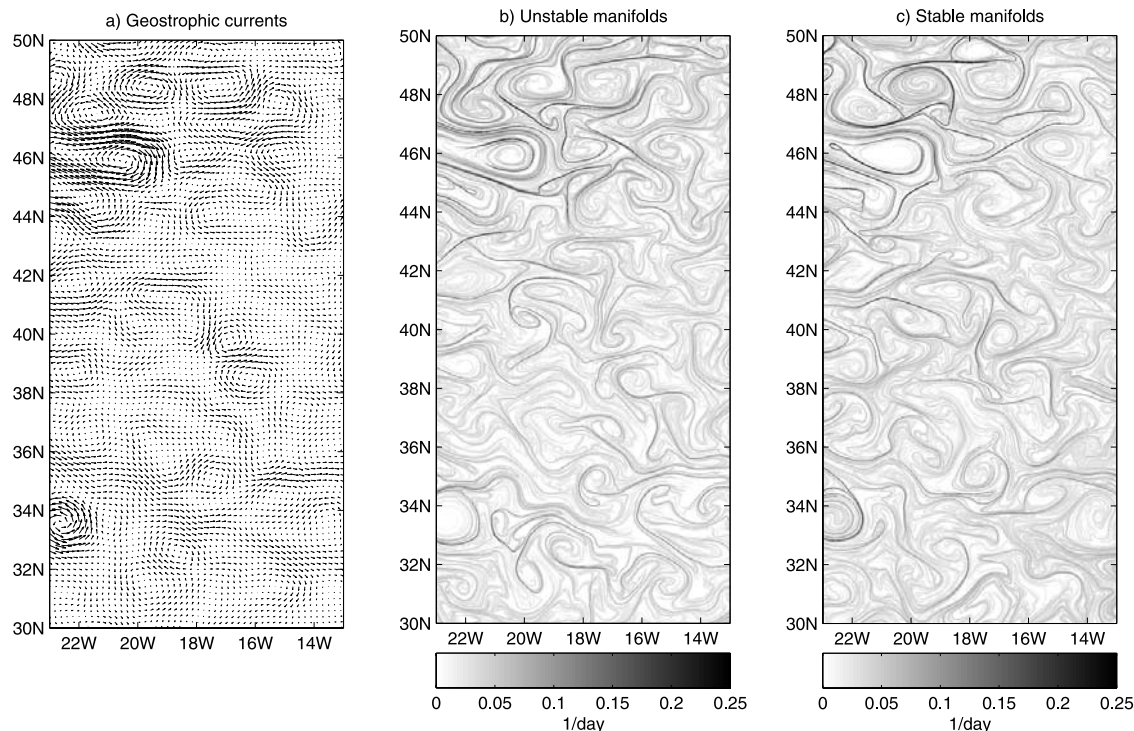 a) Geostrophic currents
50N
48N
46N
44N
42N
40N
38N
36N
34N
32N
30N
22W 20W 18W 16W 14W
b) Unstable manifolds
50N
48N
46N
44N
42N
40N
38N
36N
34N
32N
30N
22W 20W 18W 16W 14W
0 0.05 0.1 0.15 0.2 0.25
1/day
c) Stable manifolds
50N
48N
46N
44N
42N
40N
38N
36N
34N
32N
30N
22W 20W 18W 16W 14W
0 0.05 0.1 0.15 0.2 0.25
1/day